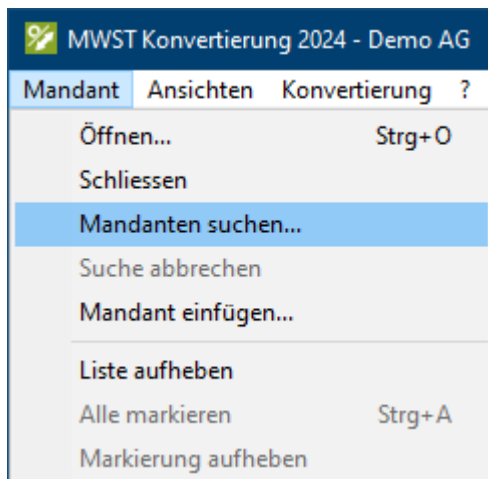 MWST Konvertierung 2024 - Demo AG
Mandant Ansichten Konvertierung ?
Öffnen... Strg+O
Schliessen
Mandanten suchen...
Suche abbrechen
Mandant einfügen...
Liste aufheben
Alle markieren Strg+A
Markierung aufheben